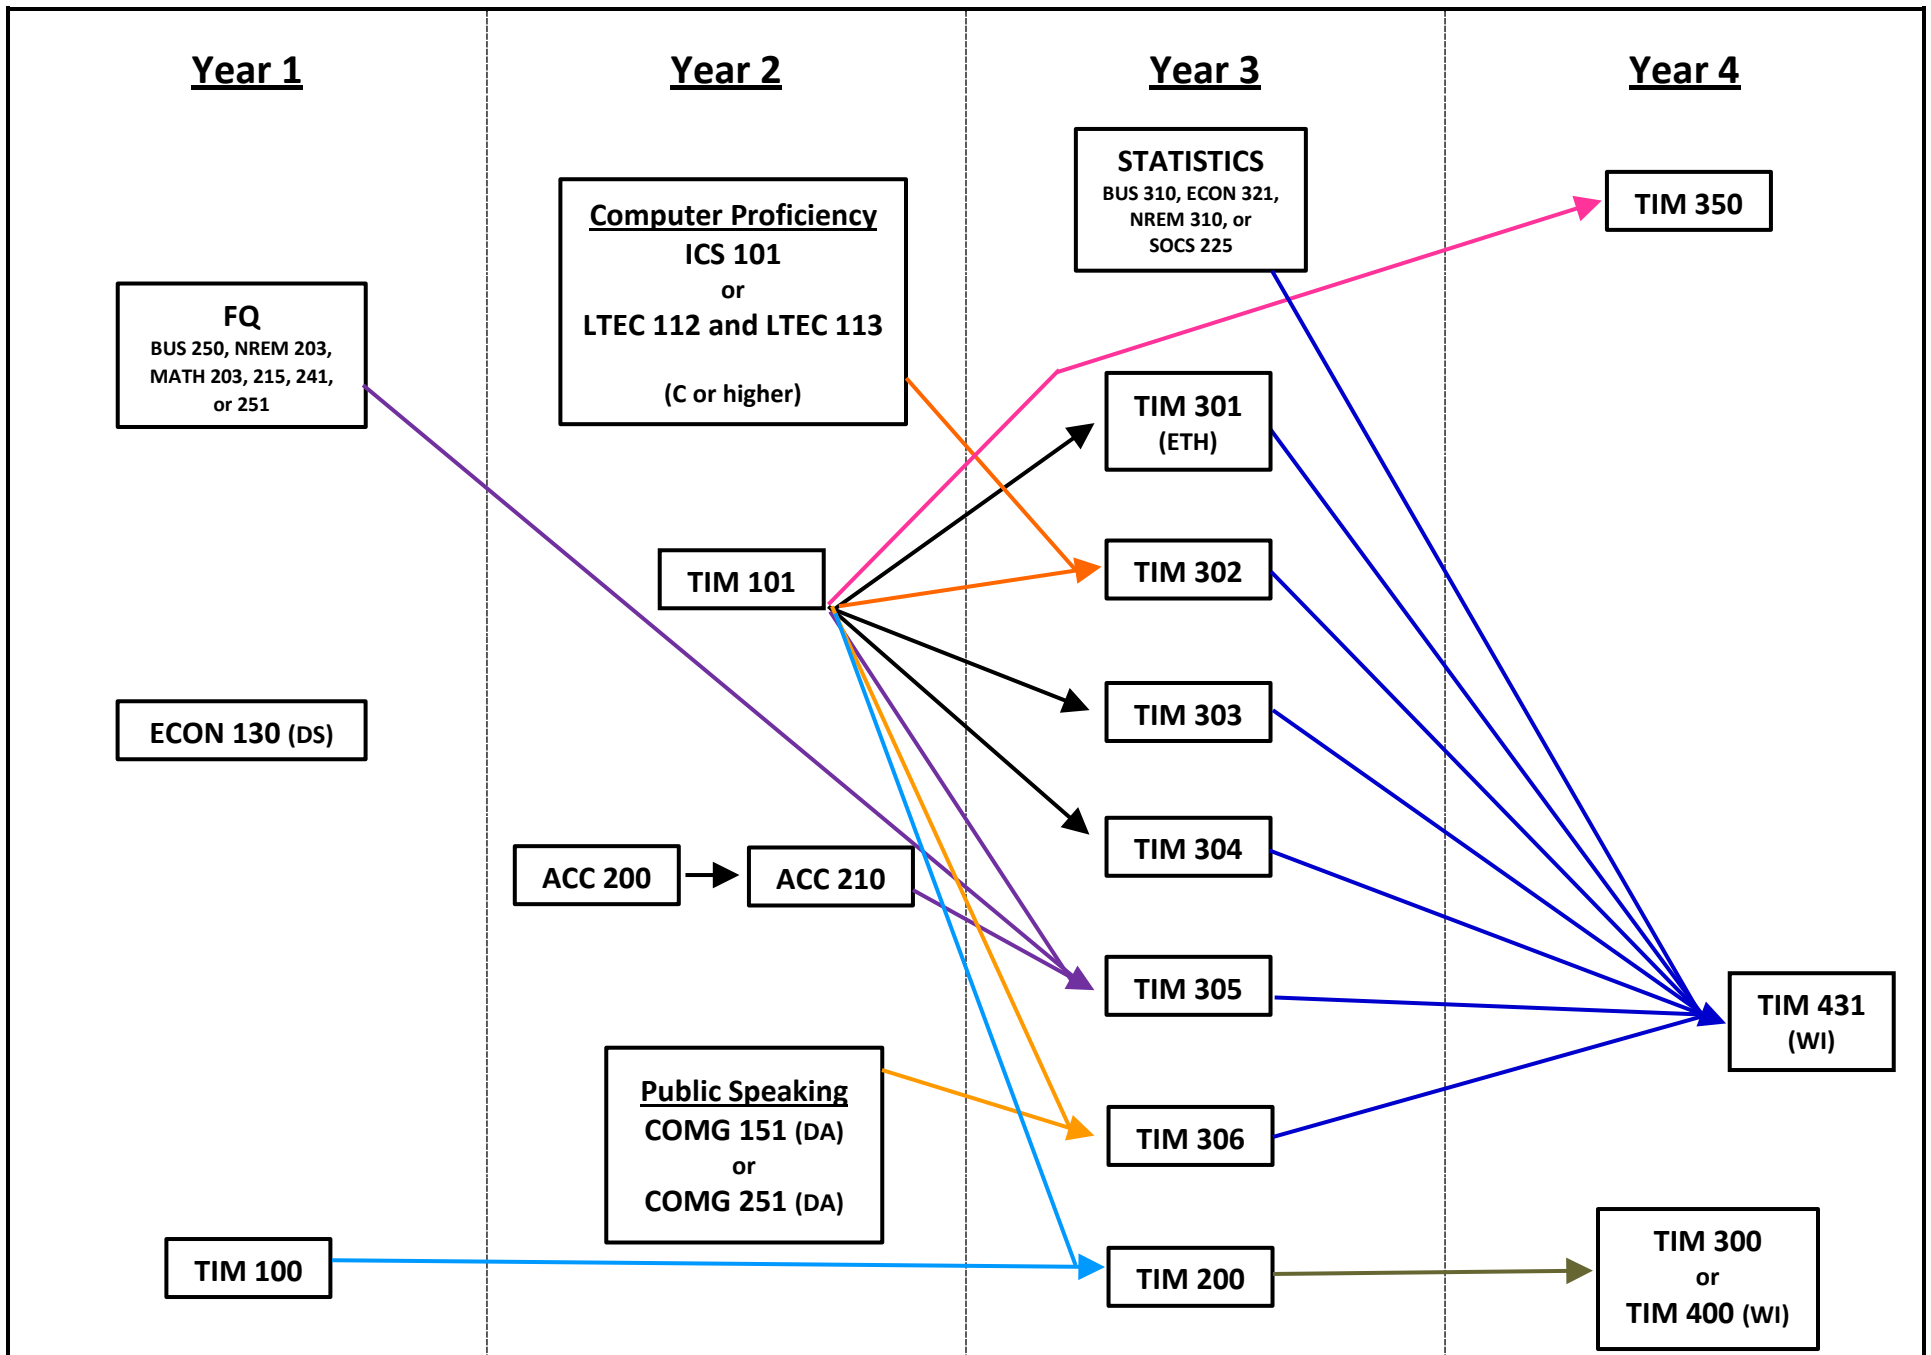 Year 1
Year 2
Year 3
Year 4
FQ
BUS 250, NREM 203,
MATH 203, 215, 241,
or 251
ECON 130 (DS)
TIM 100
Computer Proficiency
ICS 101
or
LTEC 112 and LTEC 113
(C or higher)
TIM 101
ACC 200
ACC 210
Public Speaking
COMG 151 (DA)
or
COMG 251 (DA)
STATISTICS
BUS 310, ECON 321,
NREM 310, or
SOCS 225
TIM 301
(ETH)
TIM 302
TIM 303
TIM 304
TIM 305
TIM 306
TIM 200
TIM 350
TIM 431
(WI)
TIM 300
or
TIM 400 (WI)